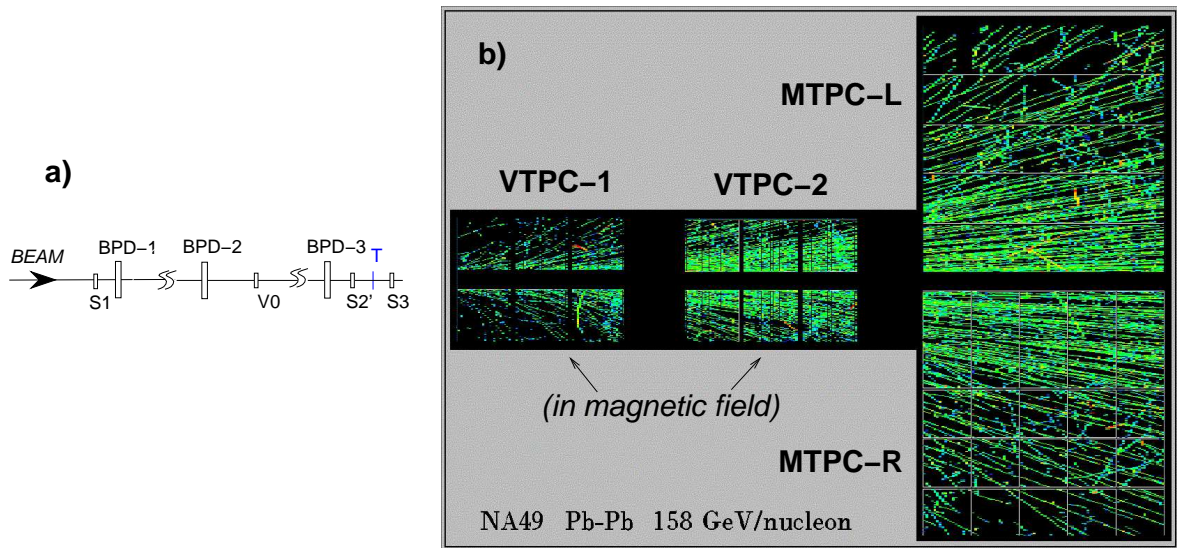 a)
BEAM
BPD–1
BPD–2
BPD–3
T
S1
V0
S2'
S3
b)
MTPC–L
VTPC–1
VTPC–2
(in magnetic field)
MTPC–R
NA49 Pb-Pb 158 GeV/nucleon